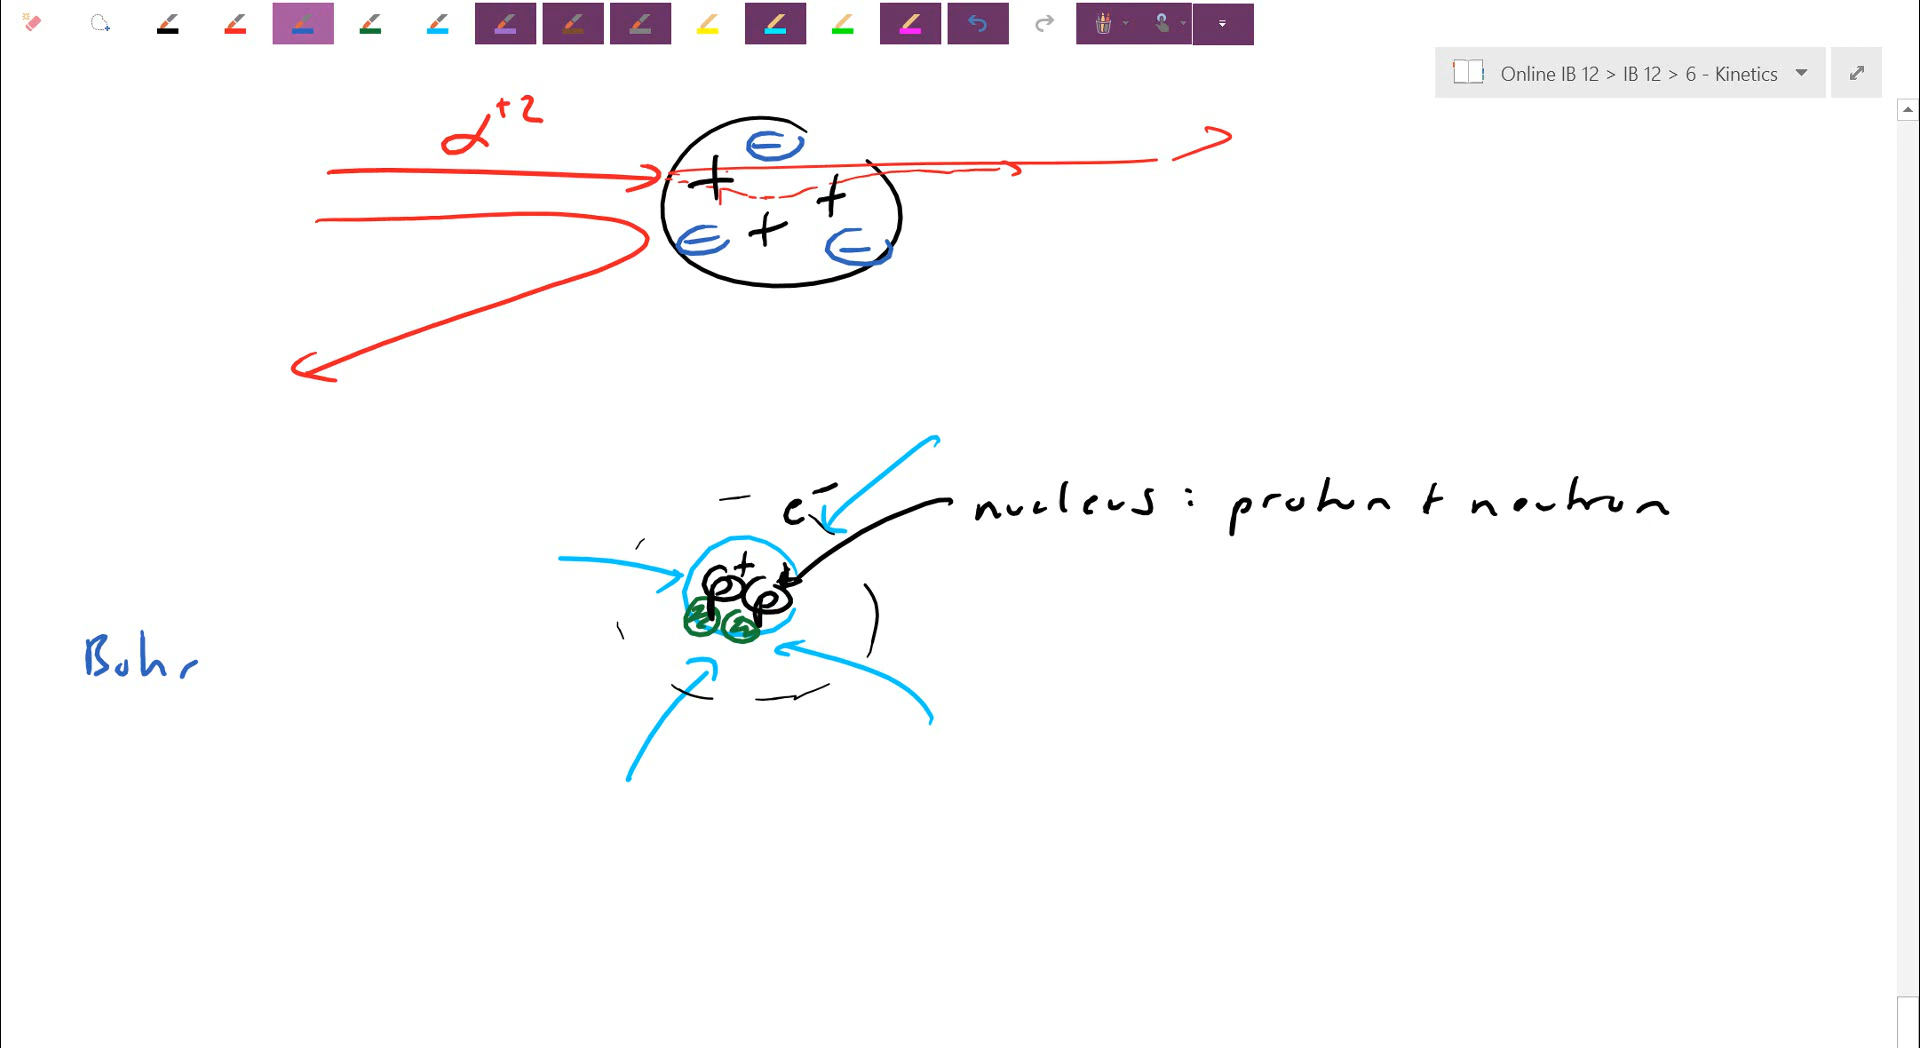 Online IB 12 > IB 12 > 6 - Kinetics
α+2
⊖
+ +
⊖ + ⊖
e-
nucleus : proton + neutron
p+ p+
Bohr